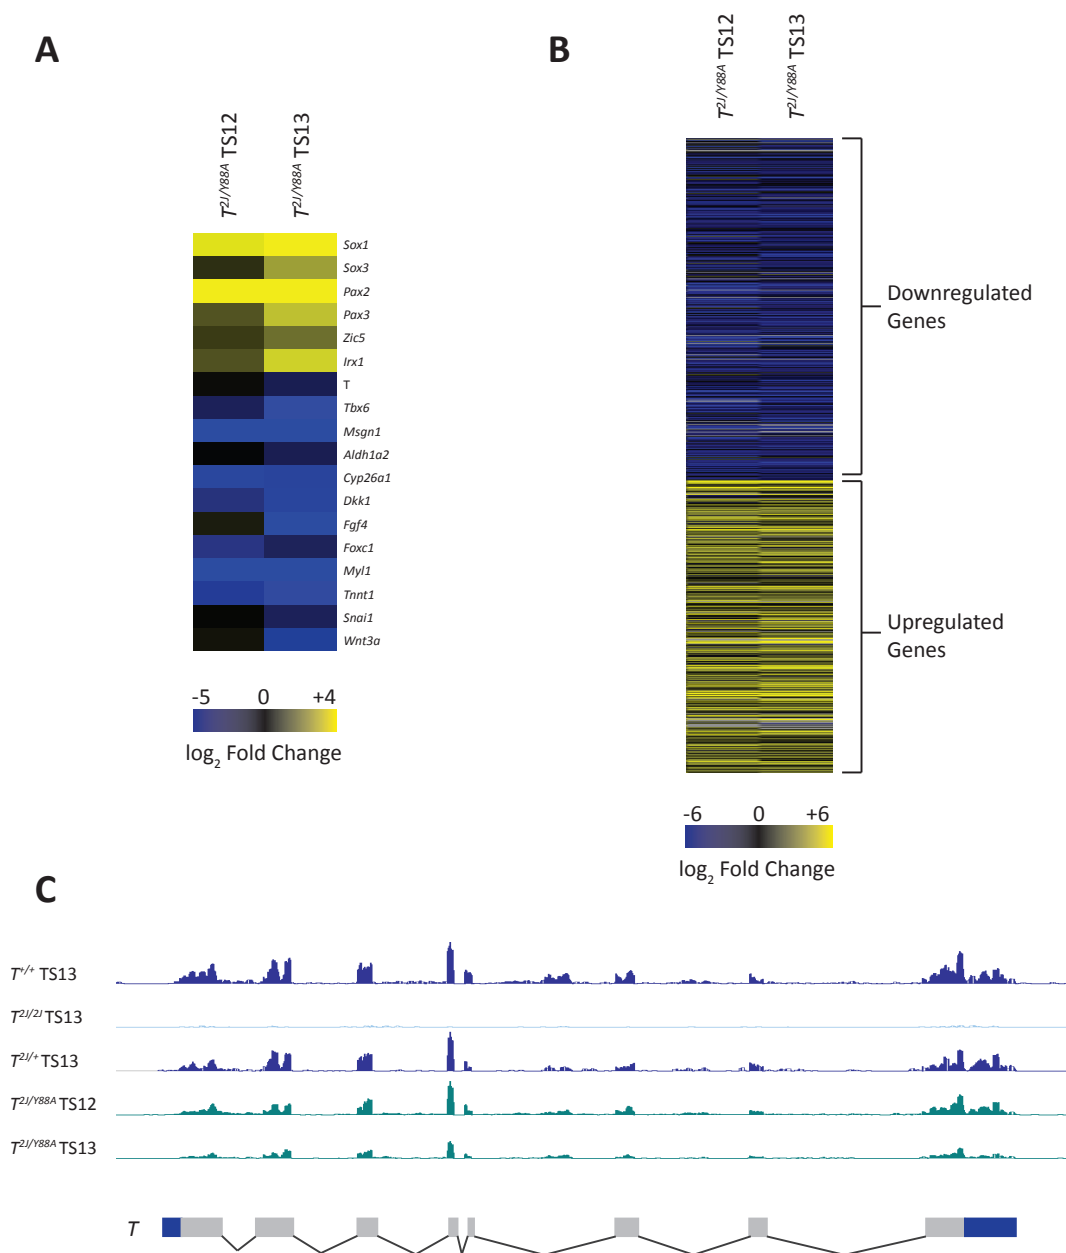 A
T2J/Y88A TS12
T2J/Y88A TS13
Sox1
Sox3
Pax2
Pax3
Zic5
Irx1
T
Tbx6
Msgn1
Aldh1a2
Cyp26a1
Dkk1
Fgf4
Foxc1
Myl1
Tnnt1
Snai1
Wnt3a
-5 0 +4
log2 Fold Change
B
T2J/Y88A TS12
T2J/Y88A TS13
Downregulated
Genes
Upregulated
Genes
-6 0 +6
log2 Fold Change
C
T+/+ TS13
T2J/2J TS13
T2J/+ TS13
T2J/Y88A TS12
T2J/Y88A TS13
T